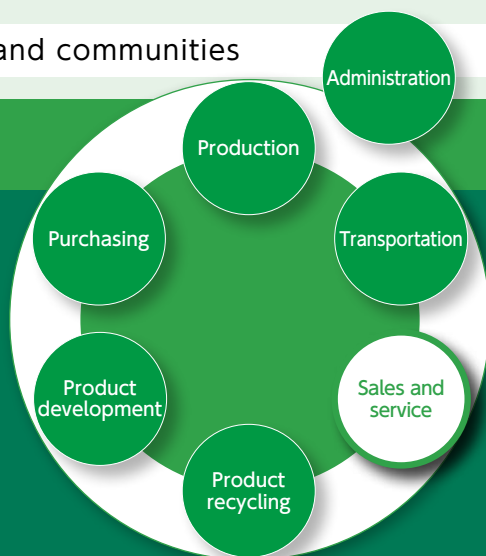 and communities
Administration
Production
Purchasing
Transportation
Product
development
Sales and
service
Product
recycling